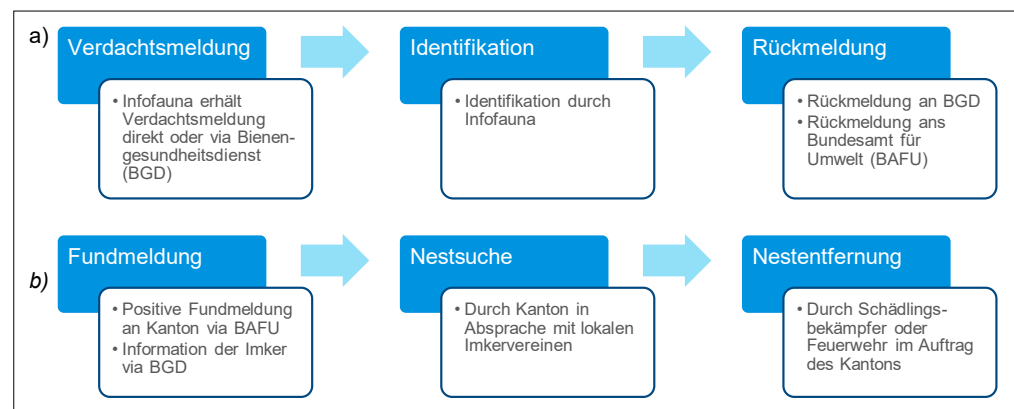 a)
Verdachtsmeldung
• Infofauna erhält
Verdachtsmeldung
direkt oder via Bienen-
gesundheitsdienst
(BGD)
Identifikation
• Identifikation durch
Infofauna
Rückmeldung
• Rückmeldung an BGD
• Rückmeldung ans
Bundesamt für
Umwelt (BAFU)
b)
Fundmeldung
• Positive Fundmeldung
an Kanton via BAFU
• Information der Imker
via BGD
Nestsuche
• Durch Kanton in
Absprache mit lokalen
Imkervereinen
Nestentfernung
• Durch Schädlings-
bekämpfer oder
Feuerwehr im Auftrag
des Kantons